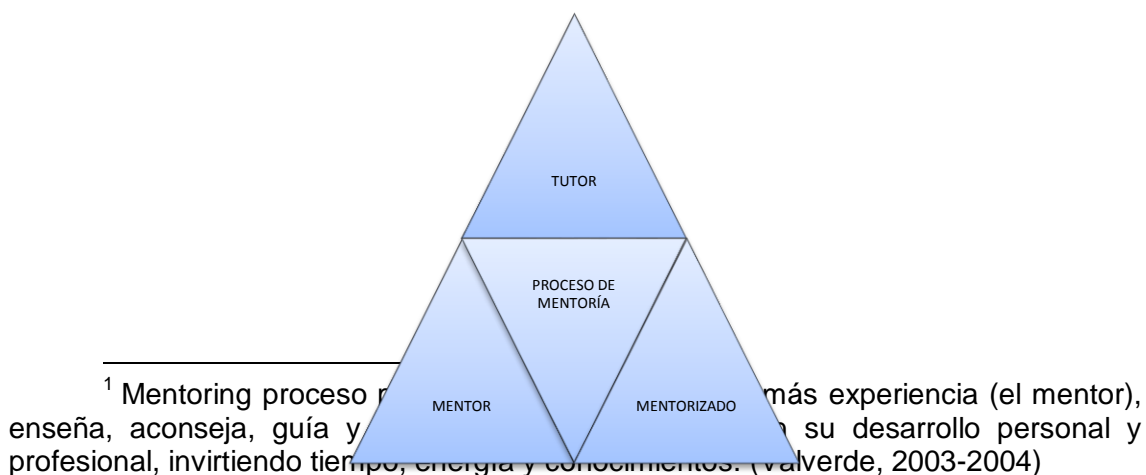 TUTOR
PROCESO DE
MENTORÍA
MENTOR
MENTORIZADO
1 Mentoring proceso más experiencia (el mentor),
enseña, aconseja, guía y su desarrollo personal y
profesional, invirtiendo tiempo, energía y conocimientos. (Valverde, 2003-2004)